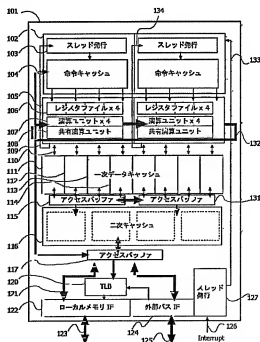 101
102
103
104
105
106
107
108
109
110
111
112
113
114
115
116
117
120
171
122
134
133
132
131
127
スレッド発行
スレッド発行
命令キャッシュ
命令キャッシュ
レジスタファイル x 4
レジスタファイル x 4
演算ユニット x 4
演算ユニット x 4
共有演算ユニット
共有演算ユニット
一次データキャッシュ
アクセスバッファ
アクセスバッファ
二次キャッシュ
アクセスバッファ
TLB
スレッド発行
ローカルメモリ IF
外部バス IF
123
124
125
126
Interrupt